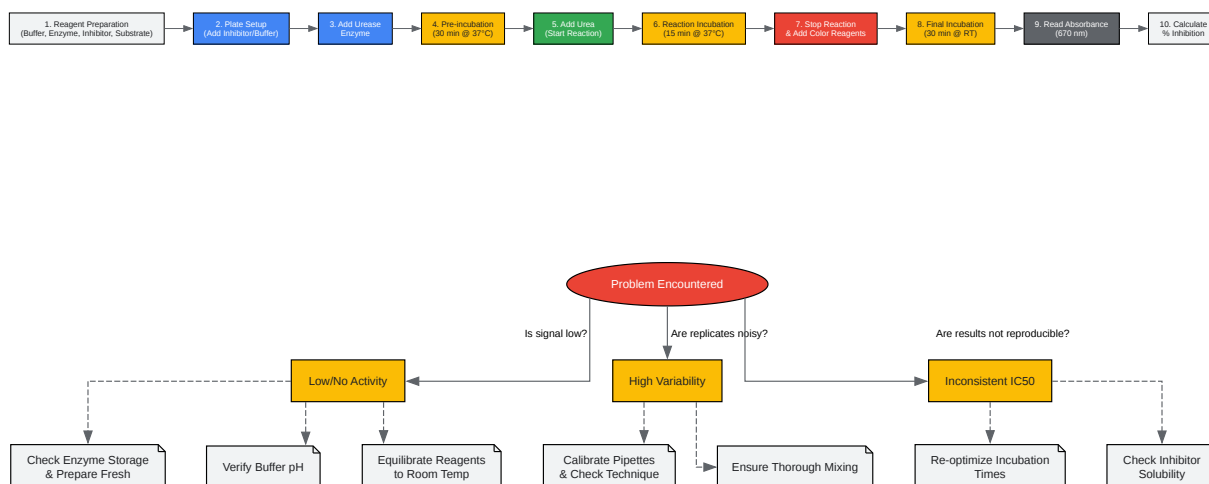 1. Reagent Preparation
(Buffer, Enzyme, Inhibitor, Substrate)
2. Plate Setup
(Add Inhibitor/Buffer)
3. Add Urease
Enzyme
4. Pre-incubation
(30 min @ 37°C)
5. Add Urea
(Start Reaction)
6. Reaction Incubation
(15 min @ 37°C)
7. Stop Reaction
& Add Color Reagents
8. Final Incubation
(30 min @ RT)
9. Read Absorbance
(670 nm)
10. Calculate
% Inhibition
Problem Encountered
Is signal low?
Are replicates noisy?
Are results not reproducible?
Low/No Activity
High Variability
Inconsistent IC50
Check Enzyme Storage
& Prepare Fresh
Verify Buffer pH
Equilibrate Reagents
to Room Temp
Calibrate Pipettes
& Check Technique
Ensure Thorough Mixing
Re-optimize Incubation
Times
Check Inhibitor
Solubility